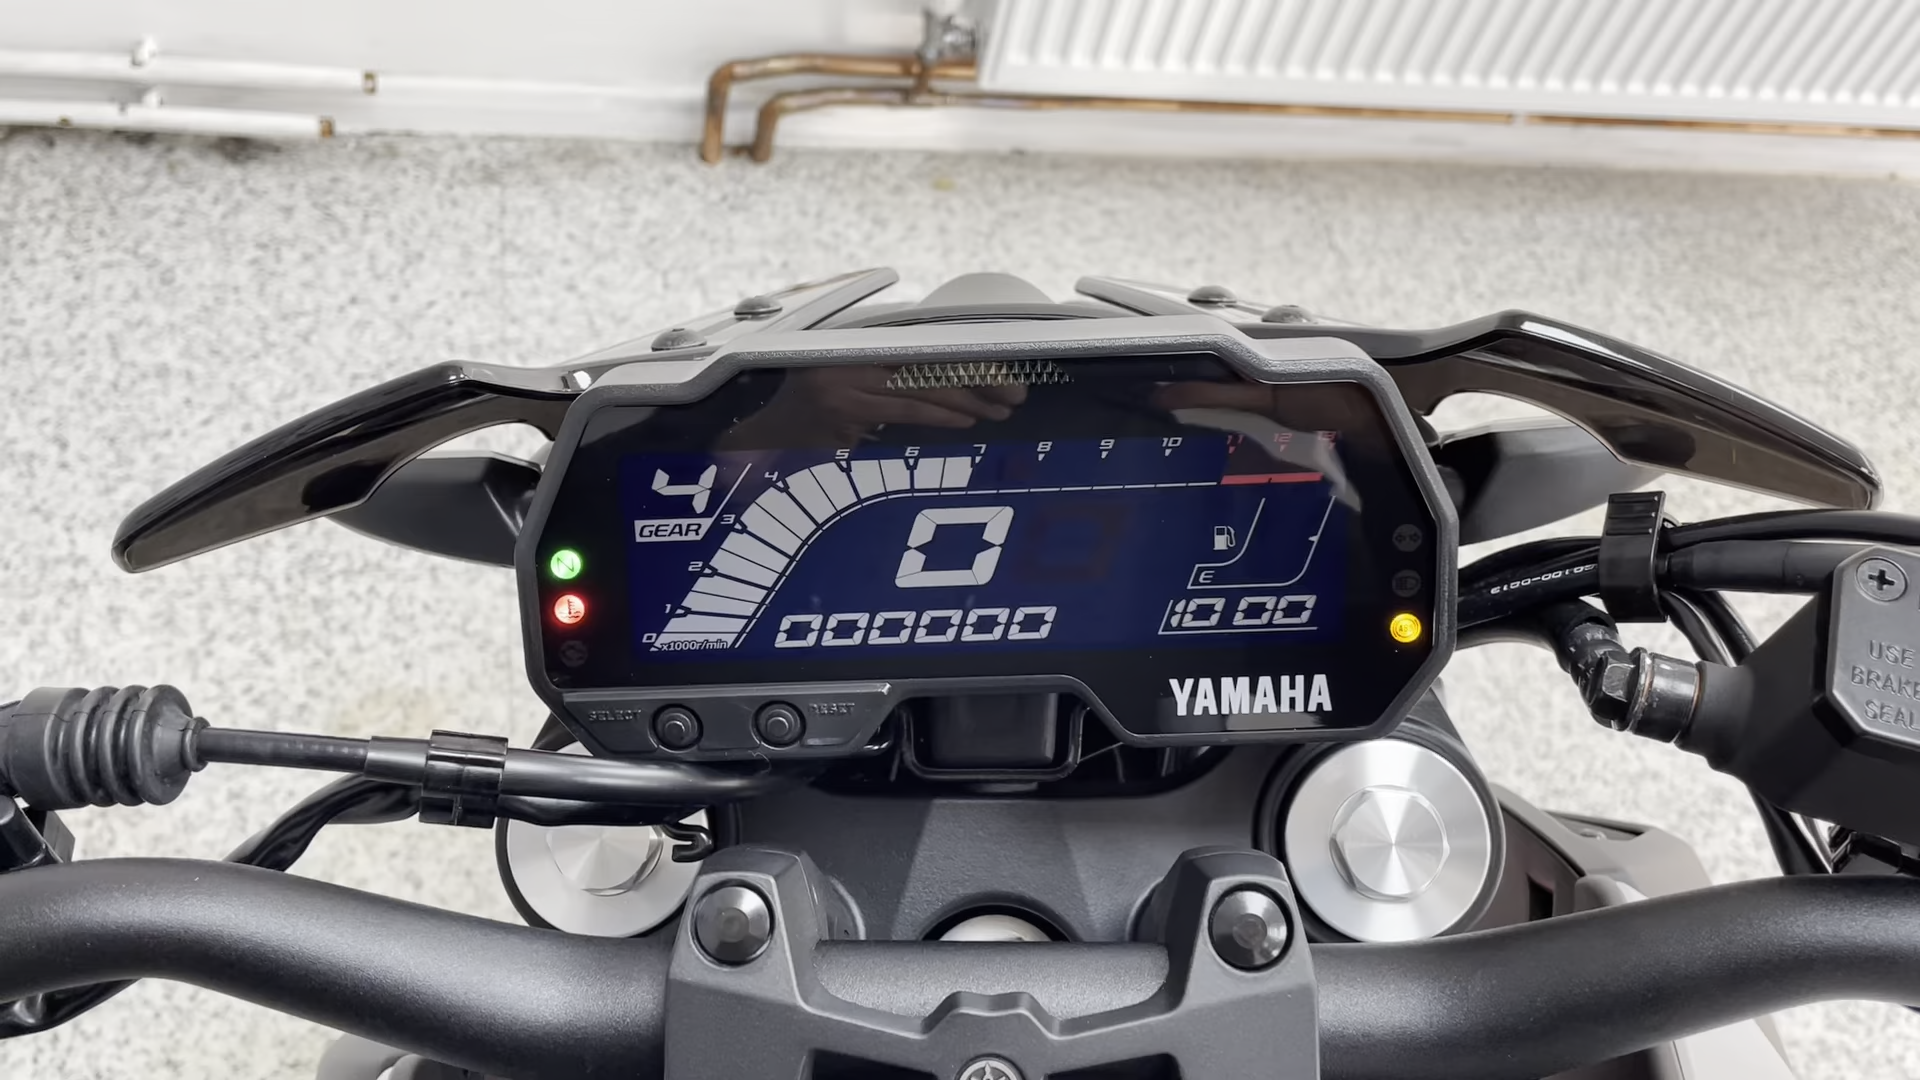 5 6 7 8 9 10 11 12 13
4
4
GEAR
3
2
1
0
x1000r/min
0
N
E
000000
10 00
ABS
YAMAHA
SELECT
RESET
USE
BRAKE
SEAL